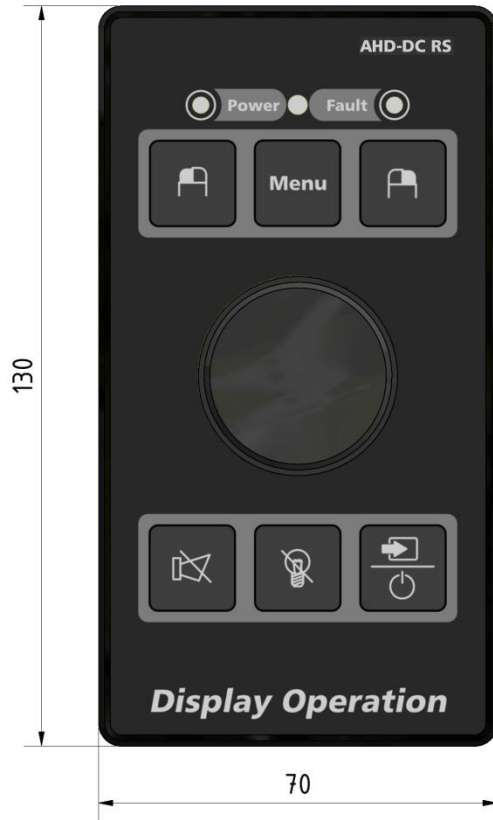 AHD-DC RS
Power Fault
Menu
130
Display Operation
70